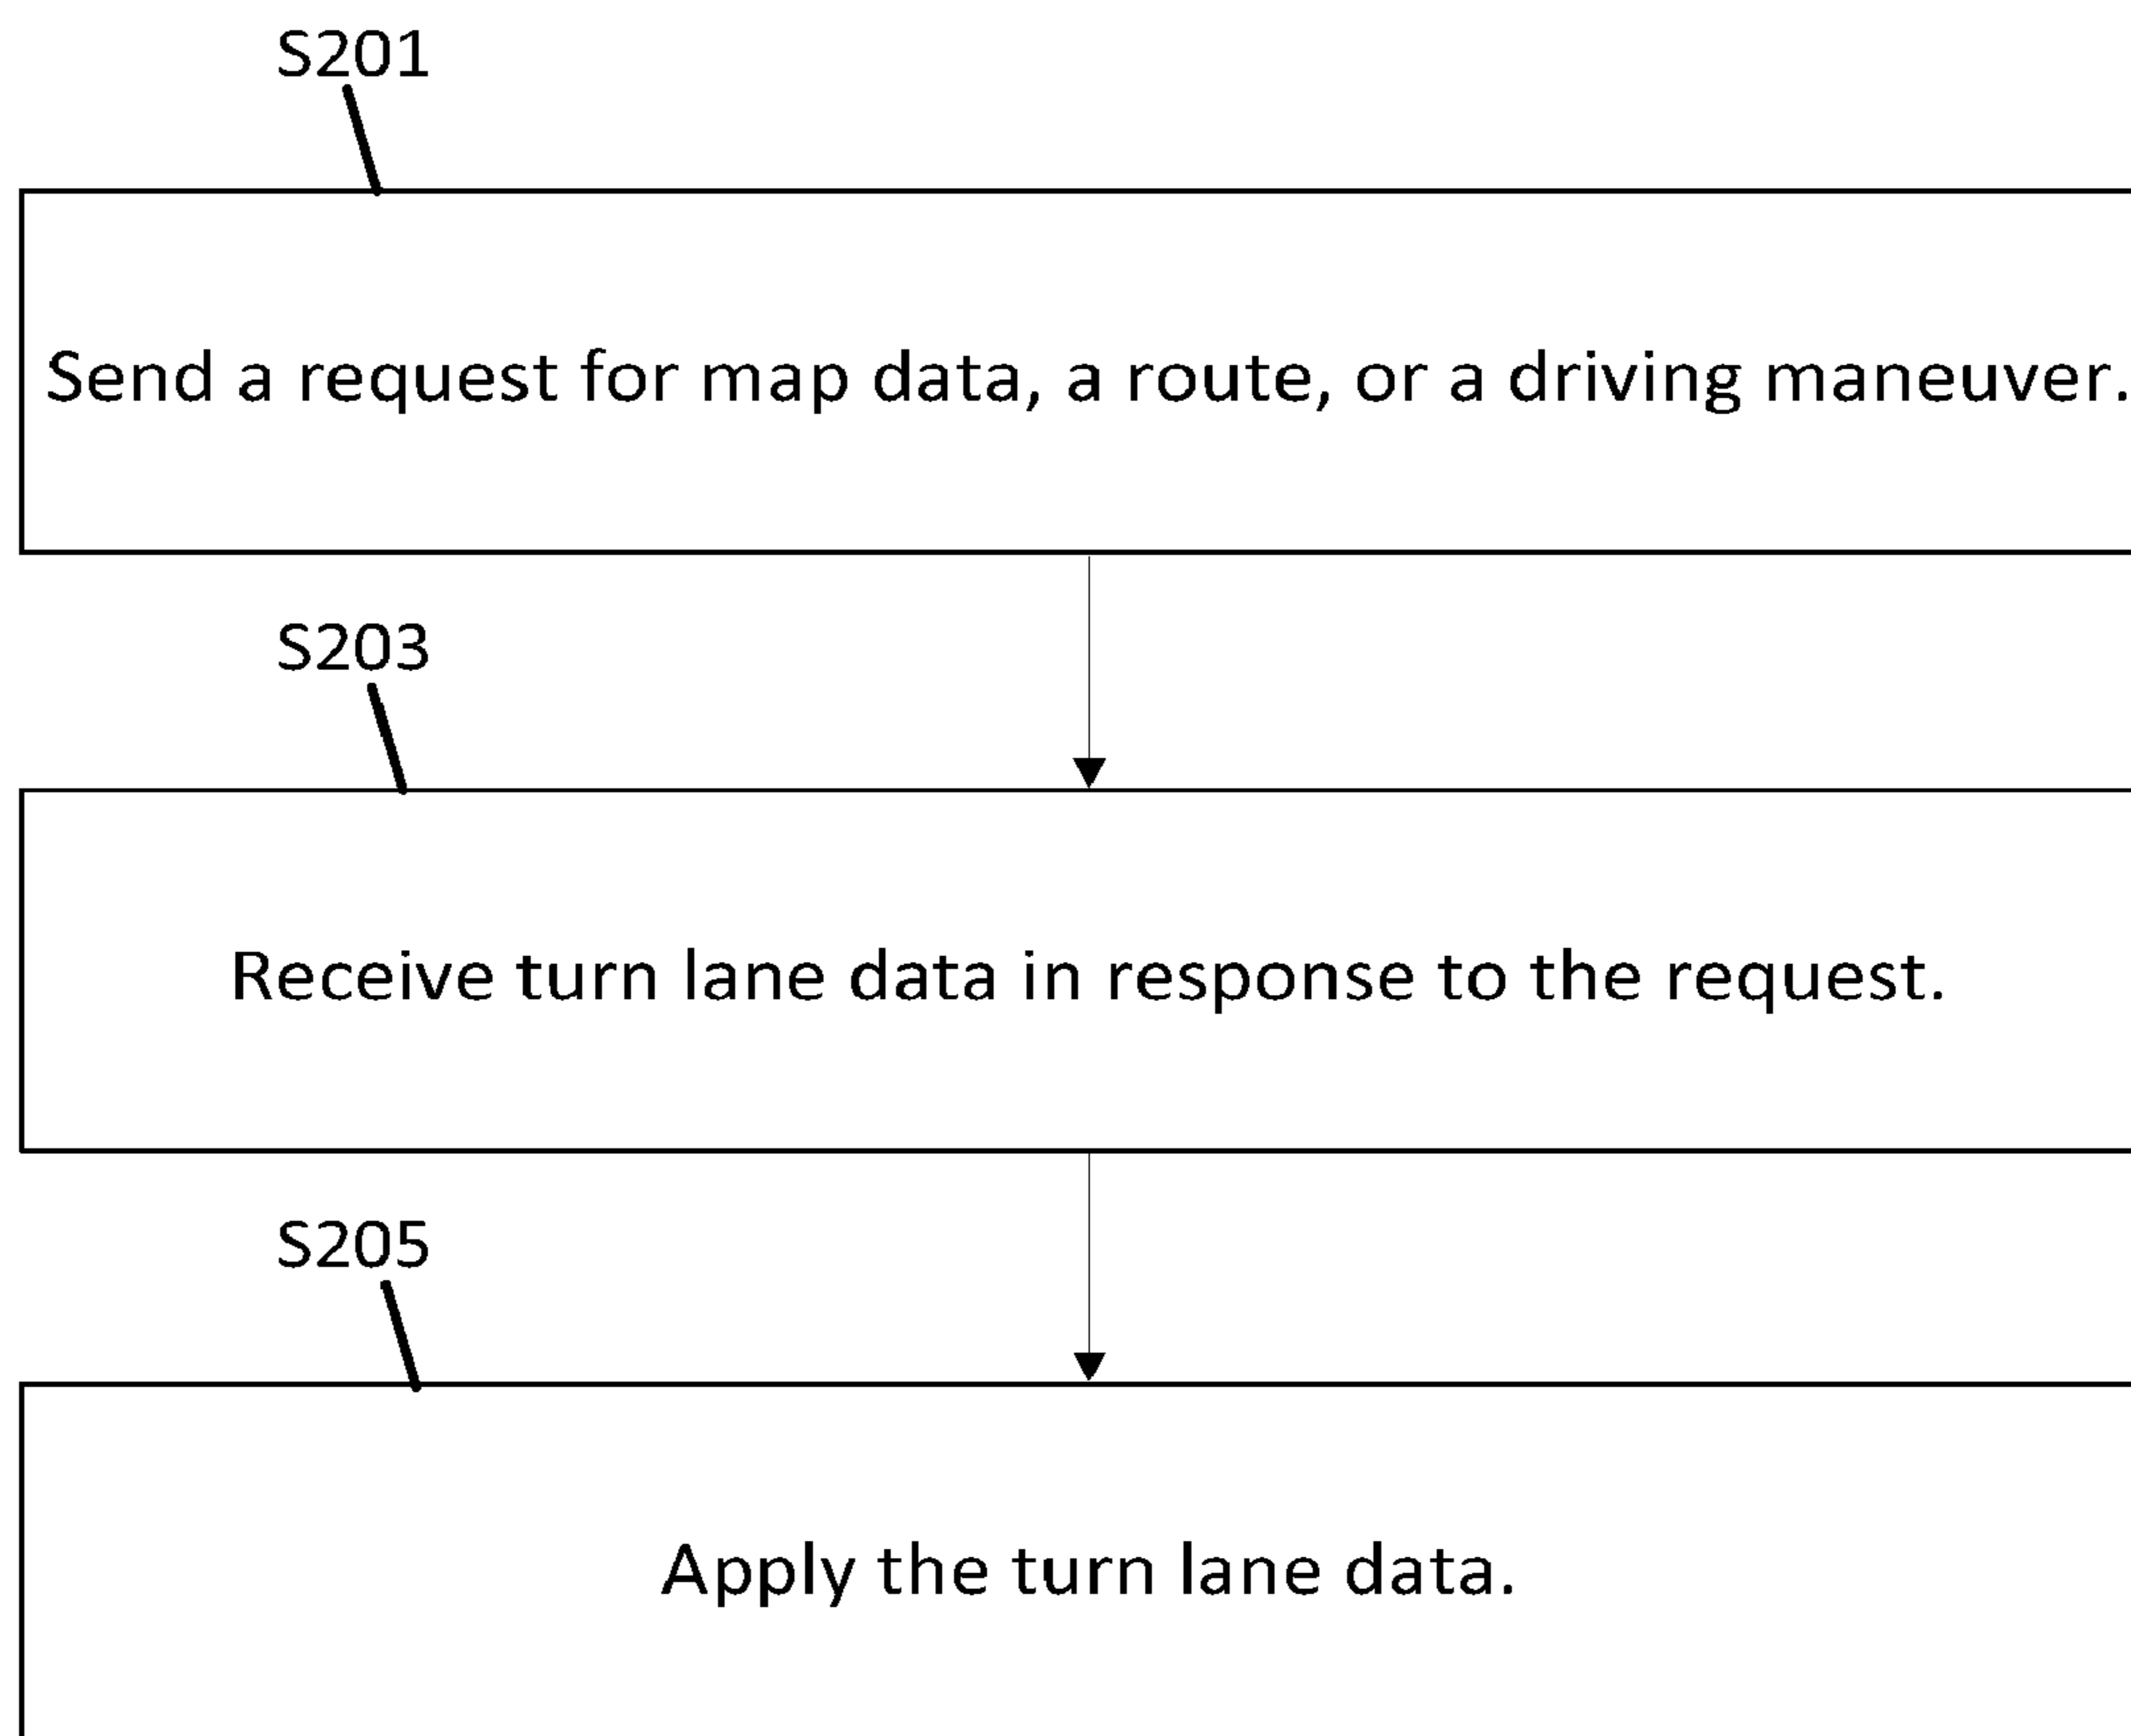 S201
Send a request for map data, a route, or a driving maneuver.
S203
Receive turn lane data in response to the request.
S205
Apply the turn lane data.